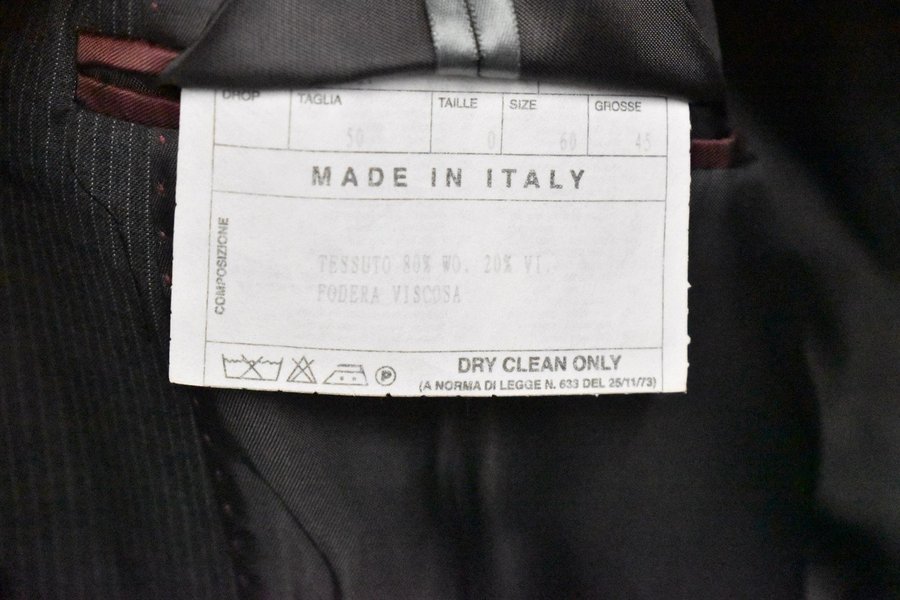 DROP TAGLIA TAILLE SIZE GROSSE
50 0 60 45
MADE IN ITALY
COMPOSIZIONE
TESSUTO 80% WO. 20% VI.
FODERA VISCOSA
P
DRY CLEAN ONLY
(A NORMA DI LEGGE N. 633 DEL 25/11/73)